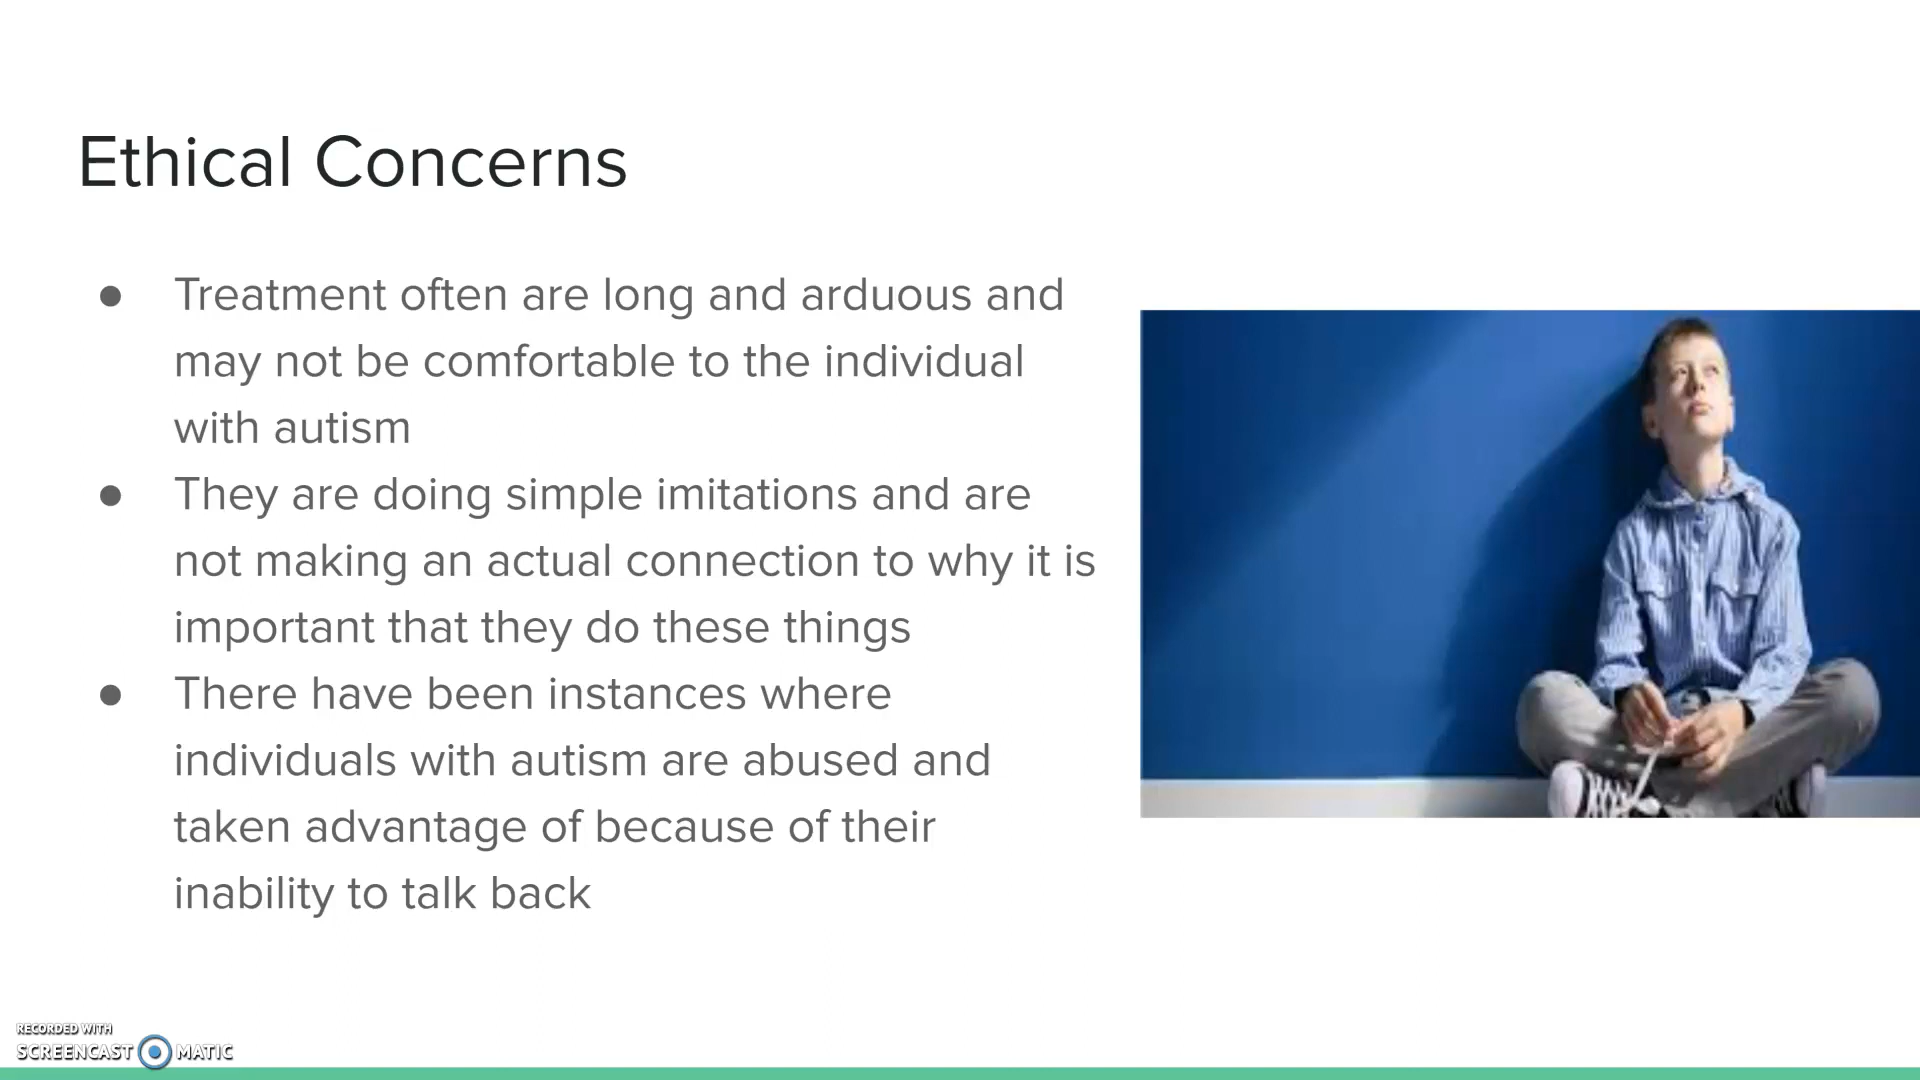 Ethical Concerns
● Treatment often are long and arduous and
may not be comfortable to the individual
with autism
● They are doing simple imitations and are
not making an actual connection to why it is
important that they do these things
● There have been instances where
individuals with autism are abused and
taken advantage of because of their
inability to talk back
RECORDED WITH
SCREENCAST MATIC